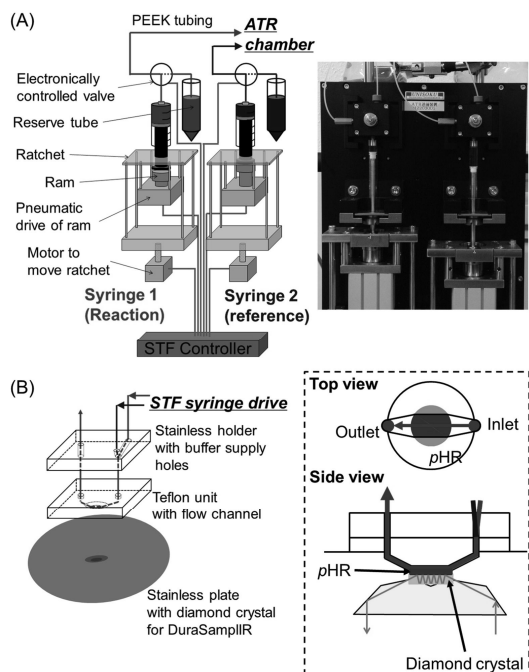 (A)
PEEK tubing
ATR
chamber
Electronically
controlled valve
Reserve tube
Ratchet
Ram
Pneumatic
drive of ram
Motor to
move ratchet
Syringe 1
(Reaction)
Syringe 2
(reference)
STF Controller
(B)
STF syringe drive
Stainless holder
with buffer supply
holes
Teflon unit
with flow channel
Stainless plate
with diamond crystal
for DuraSamplIR
Top view
Outlet
Inlet
pHR
Side view
pHR
Diamond crystal